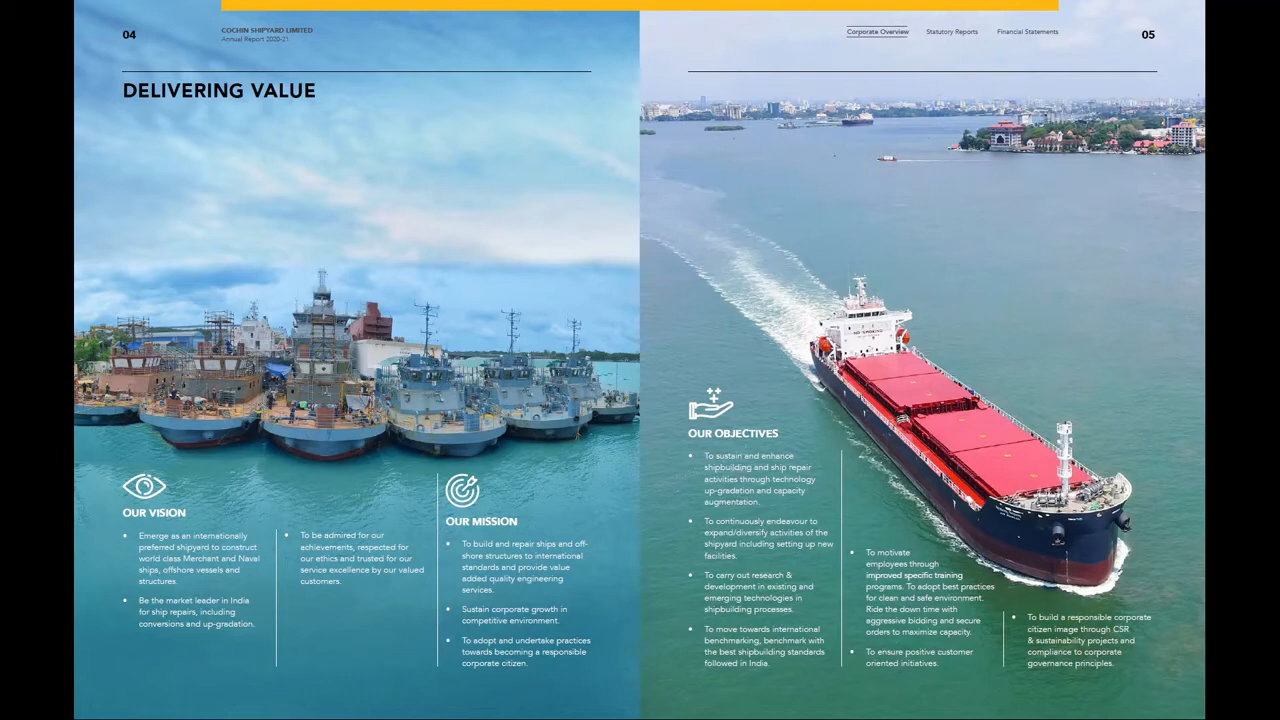 04
COCHIN SHIPYARD LIMITED
Annual Report 2020-21
DELIVERING VALUE
OUR VISION
• Emerge as an internationally
preferred shipyard to construct
world class Merchant and Naval
ships, offshore vessels and
structures.
• Be the market leader in India
for ship repairs, including
conversions and up-gradation.
• To be admired for our
achievements, respected for
our ethics and trusted for our
service excellence by our valued
customers.
OUR MISSION
• To build and repair ships and off-
shore structures to international
standards and provide value
added quality engineering
services.
• Sustain corporate growth in
competitive environment.
• To adopt and undertake practices
towards becoming a responsible
corporate citizen.
Corporate Overview Statutory Reports Financial Statements
05
NO SMOKING
OUR OBJECTIVES
• To sustain and enhance
shipbuilding and ship repair
activities through technology
up-gradation and capacity
augmentation.
• To continuously endeavour to
expand/diversify activities of the
shipyard including setting up new
facilities.
• To carry out research &
development in existing and
emerging technologies in
shipbuilding processes.
• To move towards international
benchmarking, benchmark with
the best shipbuilding standards
followed in India.
• To motivate
employees through
improved specific training
programs. To adopt best practices
for clean and safe environment.
Ride the down time with
aggressive bidding and secure
orders to maximize capacity.
• To ensure positive customer
oriented initiatives.
• To build a responsible corporate
citizen image through CSR
& sustainability projects and
compliance to corporate
governance principles.